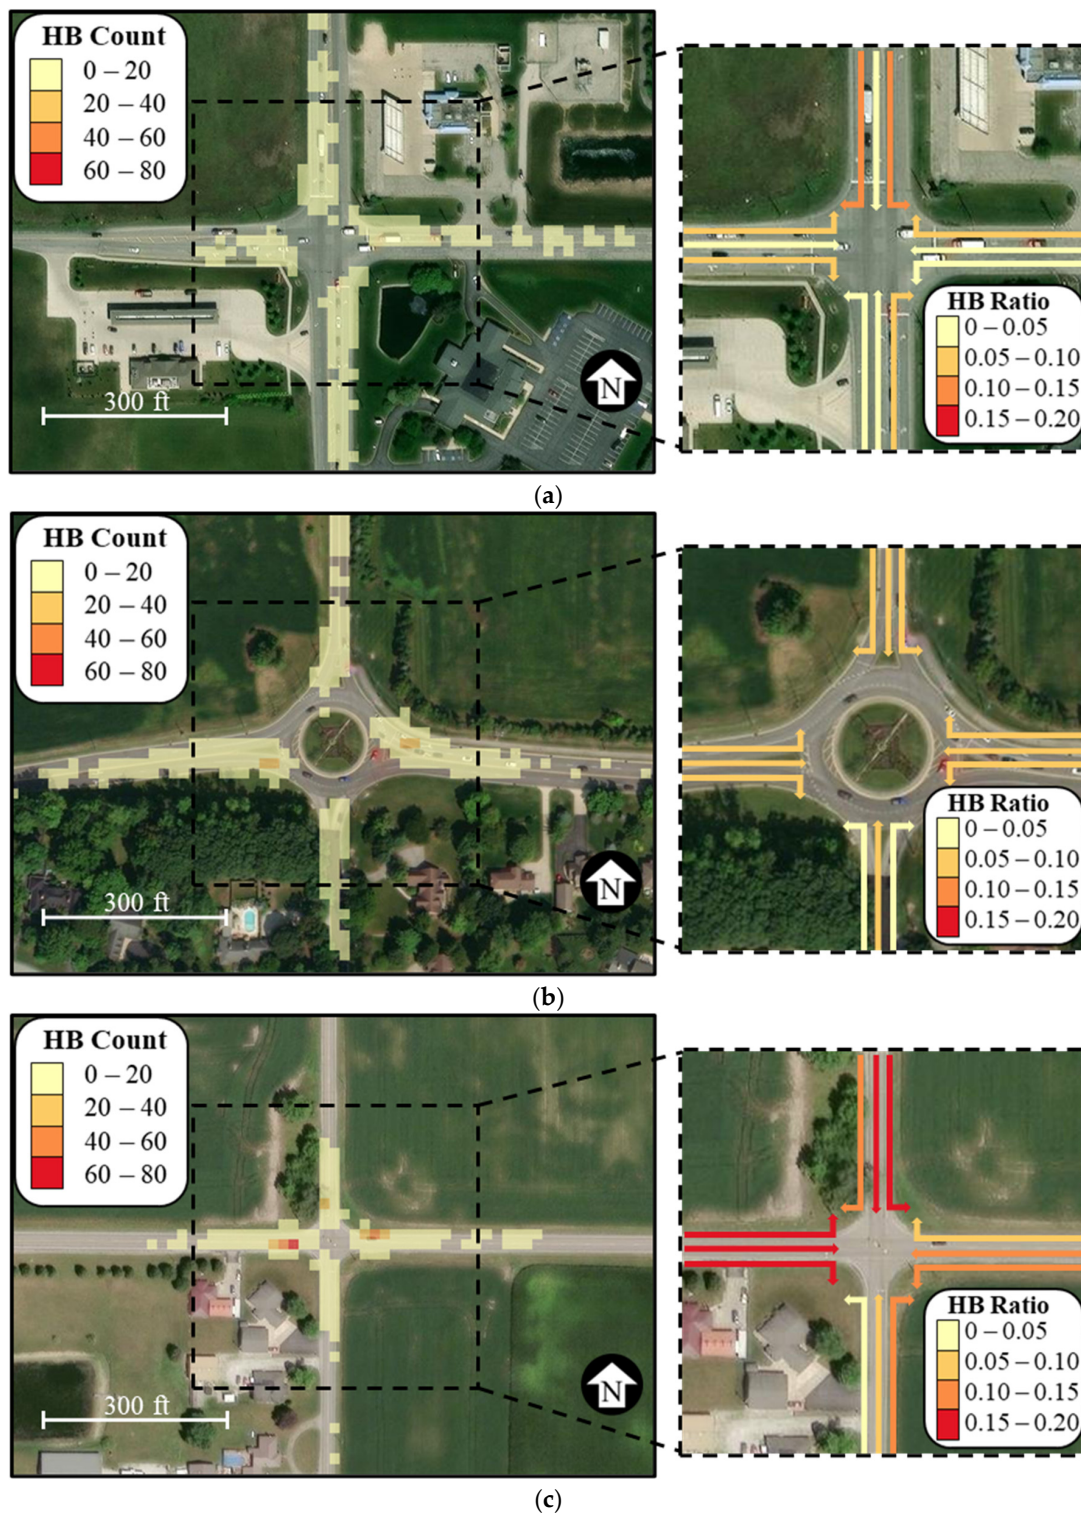 HB Count
0 – 20
20 – 40
40 – 60
60 – 80
300 ft
N
HB Ratio
0 – 0.05
0.05 – 0.10
0.10 – 0.15
0.15 – 0.20
(a)
HB Count
0 – 20
20 – 40
40 – 60
60 – 80
300 ft
N
HB Ratio
0 – 0.05
0.05 – 0.10
0.10 – 0.15
0.15 – 0.20
(b)
HB Count
0 – 20
20 – 40
40 – 60
60 – 80
300 ft
N
HB Ratio
0 – 0.05
0.05 – 0.10
0.10 – 0.15
0.15 – 0.20
(c)